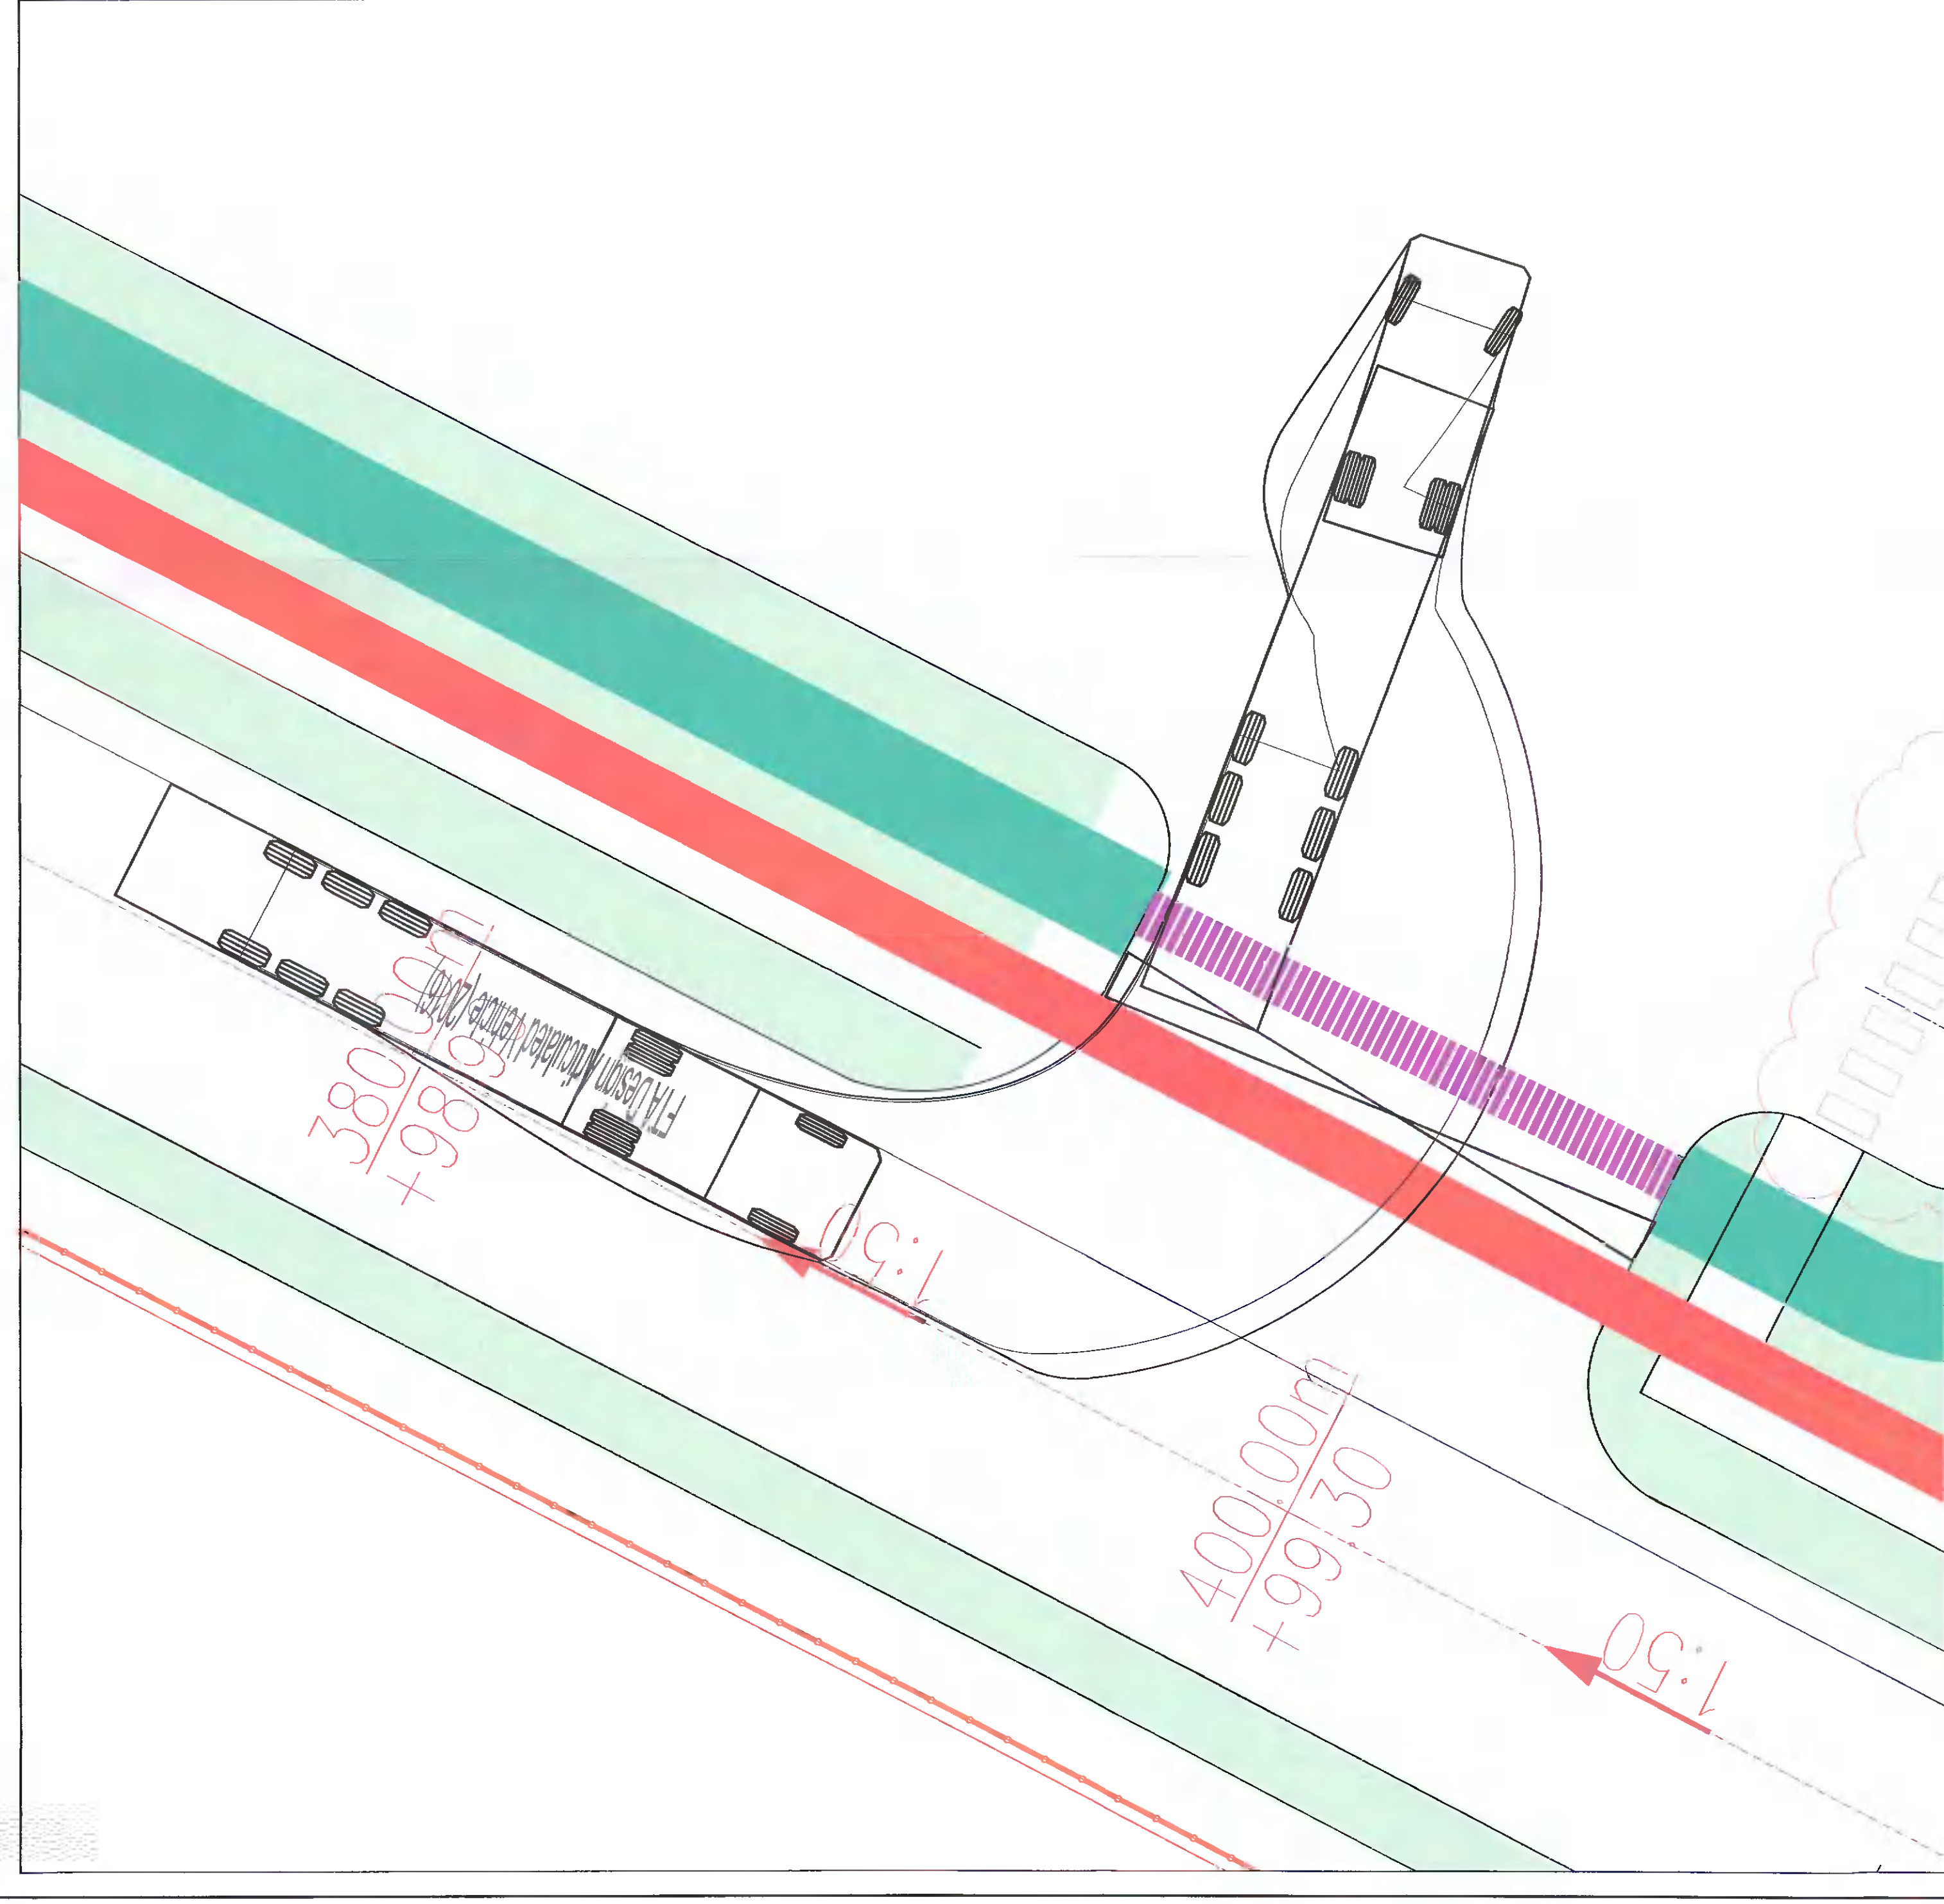 FTA Design Articulated Vehicle (2016)
380.00m
+98.90
1:50
400.00m
+99.30
1:50